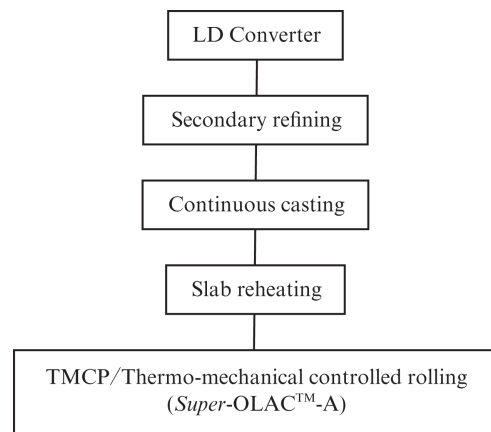 LD Converter
Secondary refining
Continuous casting
Slab reheating
TMCP/Thermo-mechanical controlled rolling
(Super-OLAC™-A)